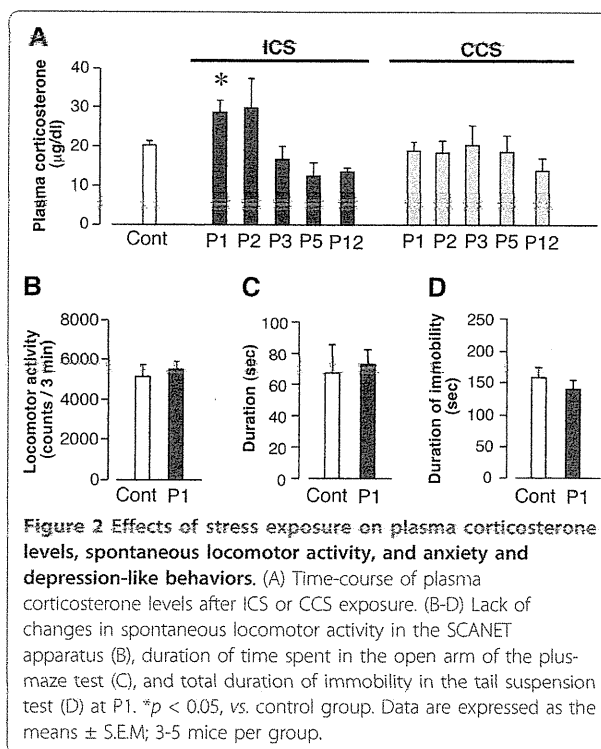 A
ICS
CCS
*
Plasma corticosterone
(µg/dl)
40
30
20
10
0
Cont
P1 P2 P3 P5 P12
P1 P2 P3 P5 P12
B
Locomotor activity
(counts / 3 min)
8000
6000
4000
2000
0
Cont P1
C
Duration (sec)
100
80
60
40
20
0
Cont P1
D
Duration of immobility
(sec)
250
200
150
100
50
0
Cont P1
Figure 2 Effects of stress exposure on plasma corticosterone
levels, spontaneous locomotor activity, and anxiety and
depression-like behaviors. (A) Time-course of plasma
corticosterone levels after ICS or CCS exposure. (B-D) Lack of
changes in spontaneous locomotor activity in the SCANET
apparatus (B), duration of time spent in the open arm of the plus-
maze test (C), and total duration of immobility in the tail suspension
test (D) at P1. *p < 0.05, vs. control group. Data are expressed as the
means ± S.E.M; 3-5 mice per group.